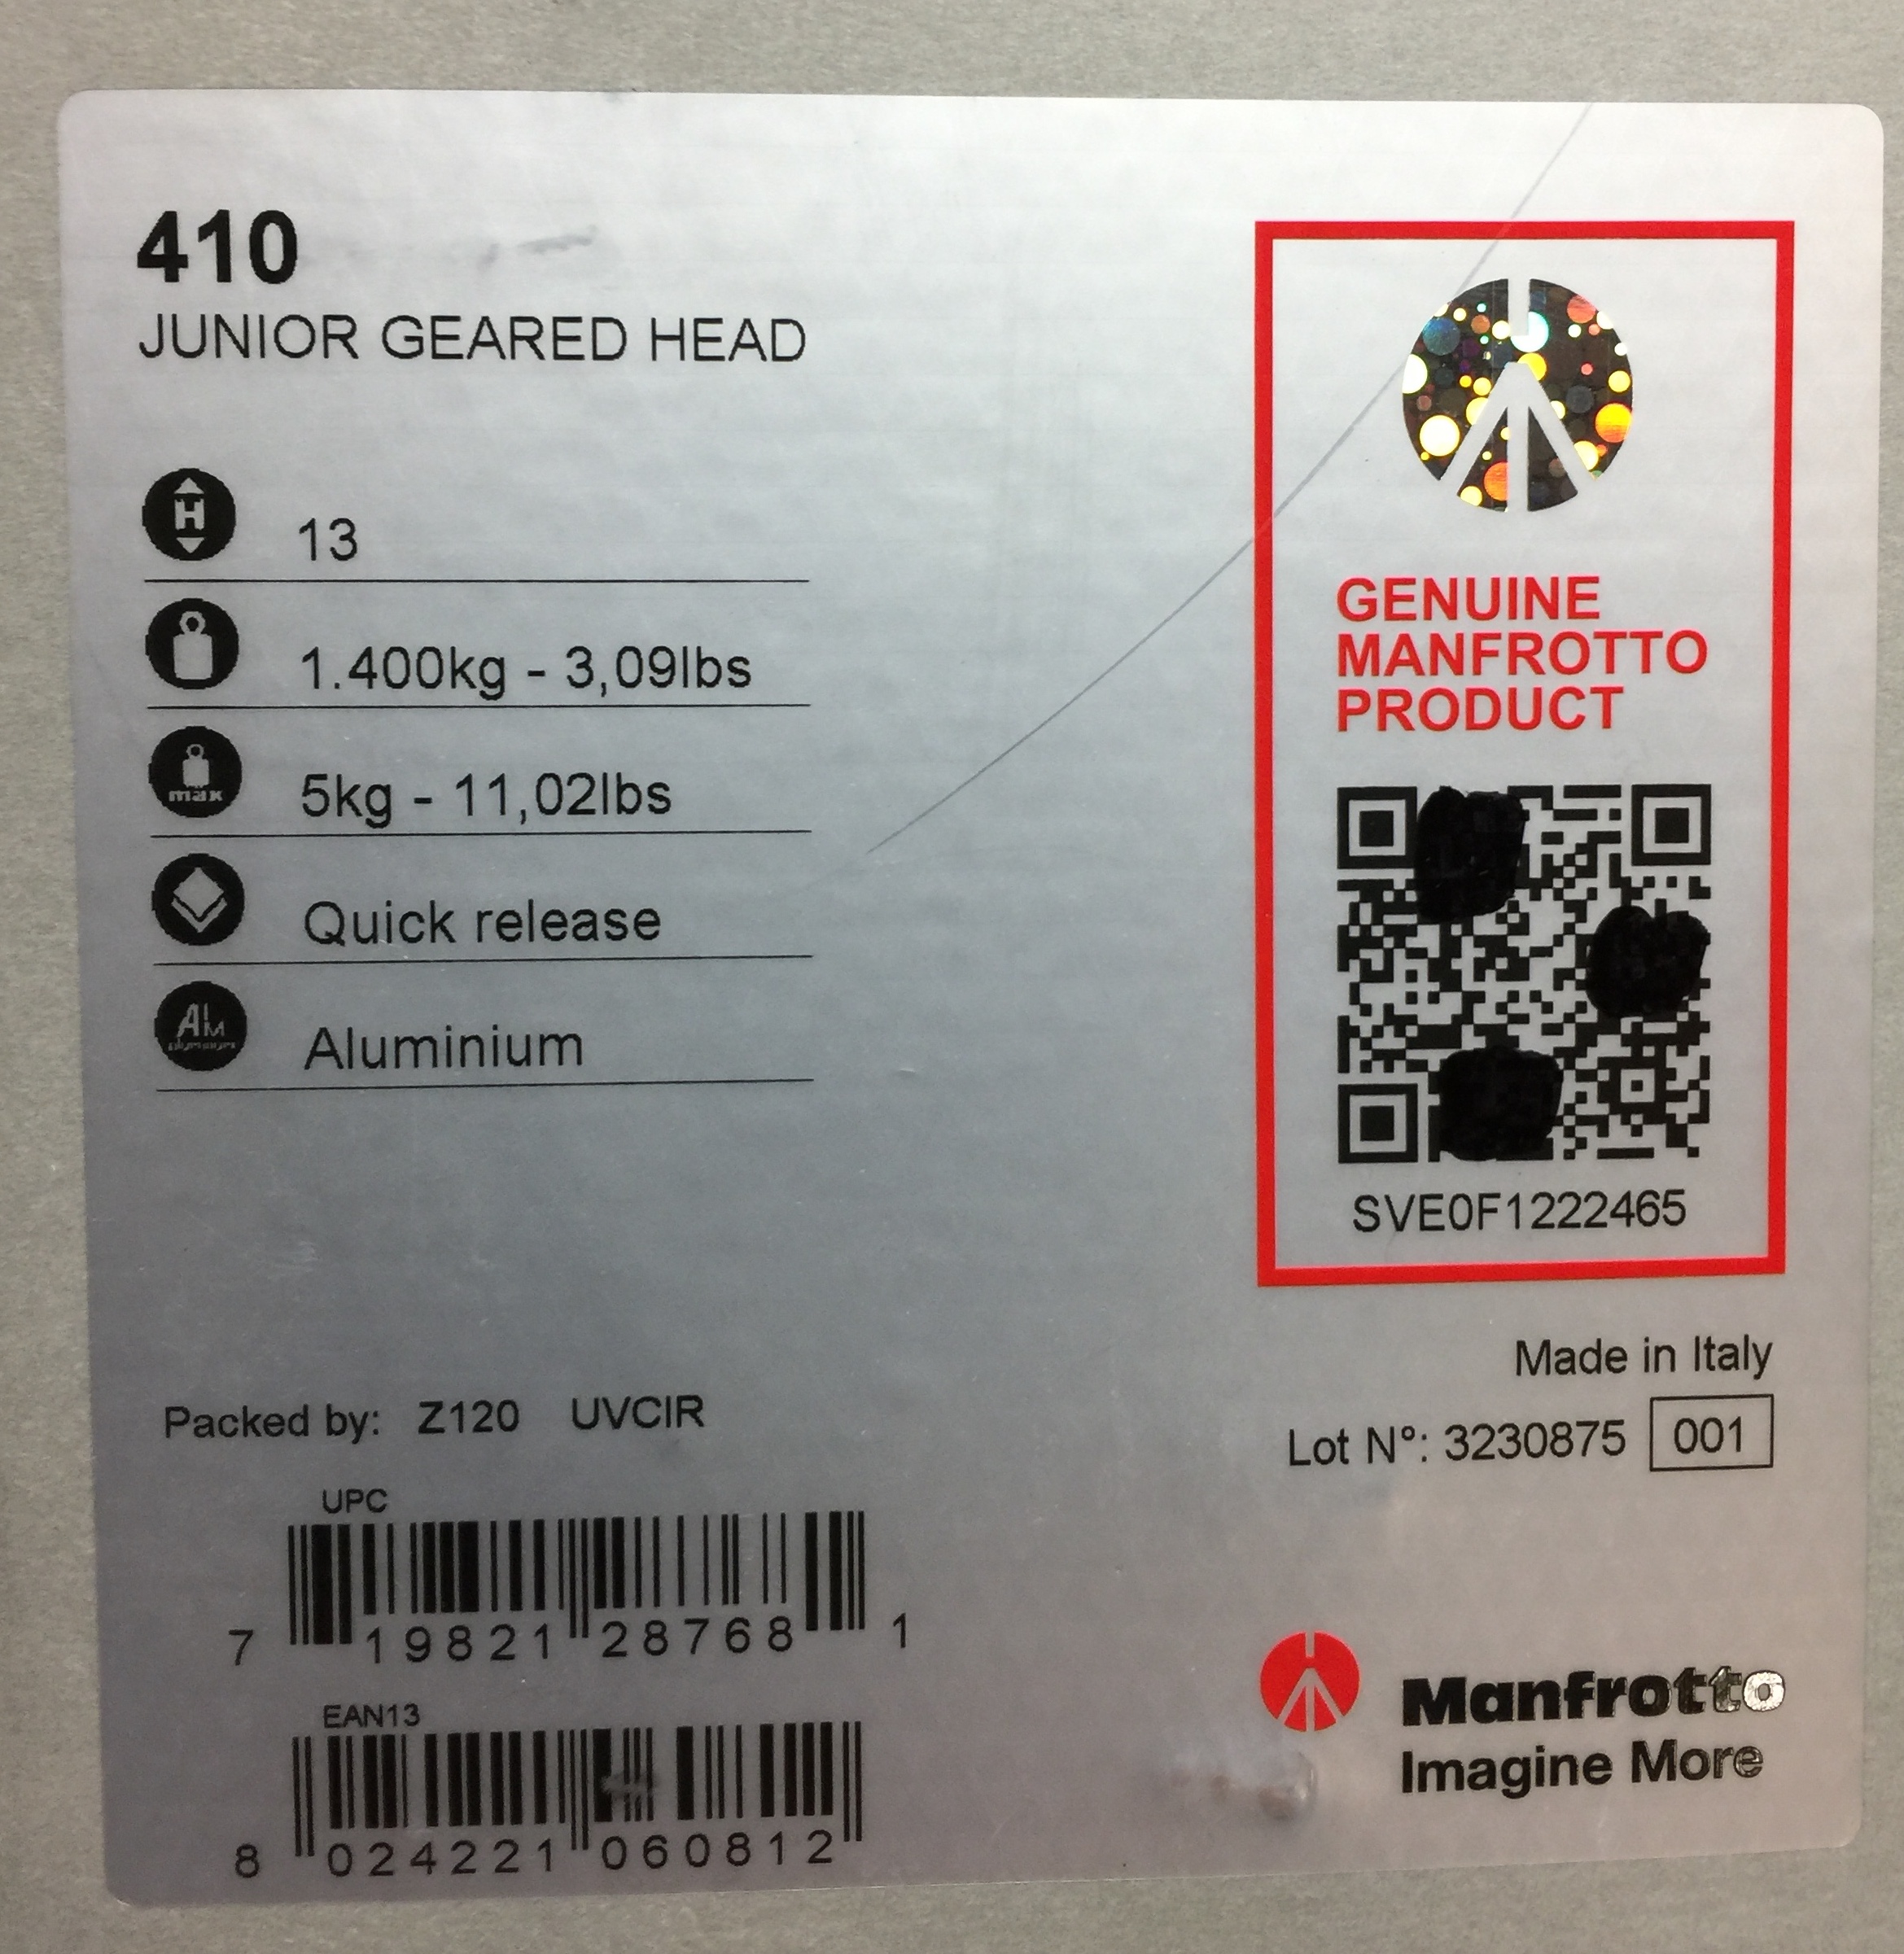 410
JUNIOR GEARED HEAD
H
13
1.400kg - 3,09lbs
max
5kg - 11,02lbs
Quick release
Aluminium
GENUINE
MANFROTTO
PRODUCT
SVE0F1222465
Made in Italy
Lot N°: 3230875 001
Packed by: Z120 UVCIR
UPC
7 19821 28768 1
EAN13
8 024221 060812
Manfrotto
Imagine More